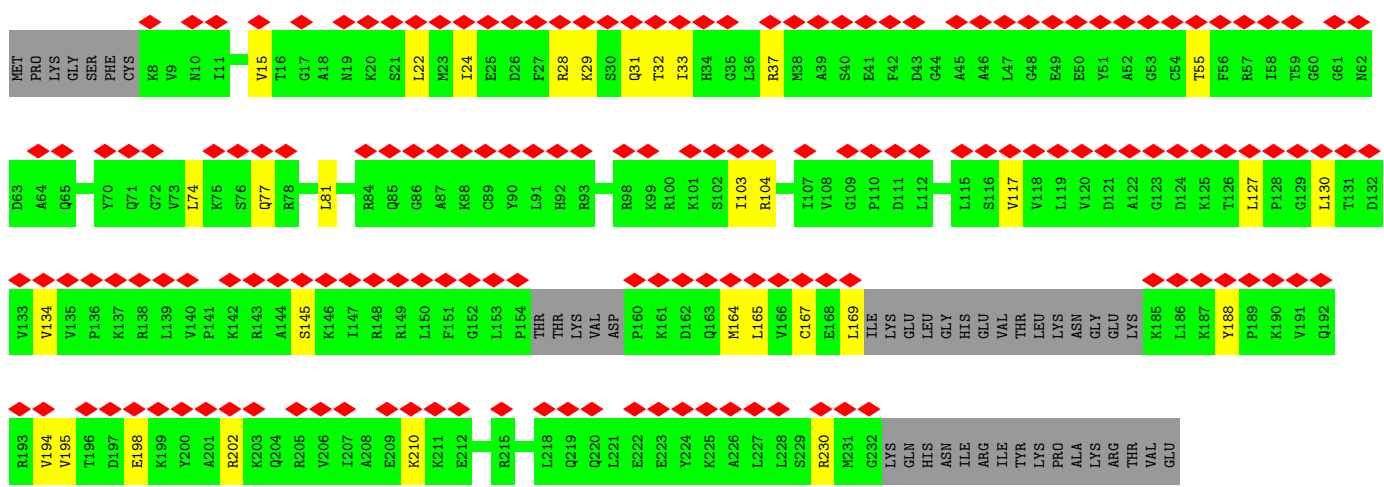 MET PRO LYS GLY SER PHE CYS K8 V9 N10 I11 V15 T16 G17 A18 N19 K20 S21 L22 M23 I24 E25 D26 F27 R28 K29 S30 Q31 T32 I33 H34 G35 L36 R37 M38 A39 S40 E41 F42 D43 G44 A45 A46 L47 G48 E49 E50 Y51 A52 G53 C54 T55 F56 R57 I58 T59 G60 G61 N62
D63 A64 Q65 Y70 Q71 G72 V73 L74 K75 S76 Q77 R78 L81 R84 Q85 G86 A87 K88 C89 Y90 L91 H92 R93 R98 K99 R100 K101 S102 I103 R104 I107 V108 G109 P110 D111 L112 L115 S116 V117 V118 L119 V120 D121 A122 G123 D124 K125 T126 L127 P128 G129 L130 T131 D132
V133 V134 V135 P136 K137 R138 L139 V140 P141 K142 R143 A144 S145 K146 I147 R148 R149 L150 F151 G152 L153 P154 THR THR LYS VAL ASP P160 K161 D162 Q163 M164 L165 V166 C167 E168 L169 ILE LYS GLU LEU GLY HIS GLU VAL THR LEU LYS ASN GLY GLU LYS K185 L186 K187 Y188 P189 K190 V191 Q192
R193 V194 V195 T196 D197 E198 K199 Y200 A201 R202 K203 Q204 R205 V206 I207 A208 E209 K210 K211 E212 R215 L218 Q219 Q220 L221 E222 E223 Y224 K225 A226 L227 L228 S229 R230 M231 G232 LYS GLN HIS ASN ILE ARG ILE TYR LYS PRO ALA LYS ARG THR VAL GLU